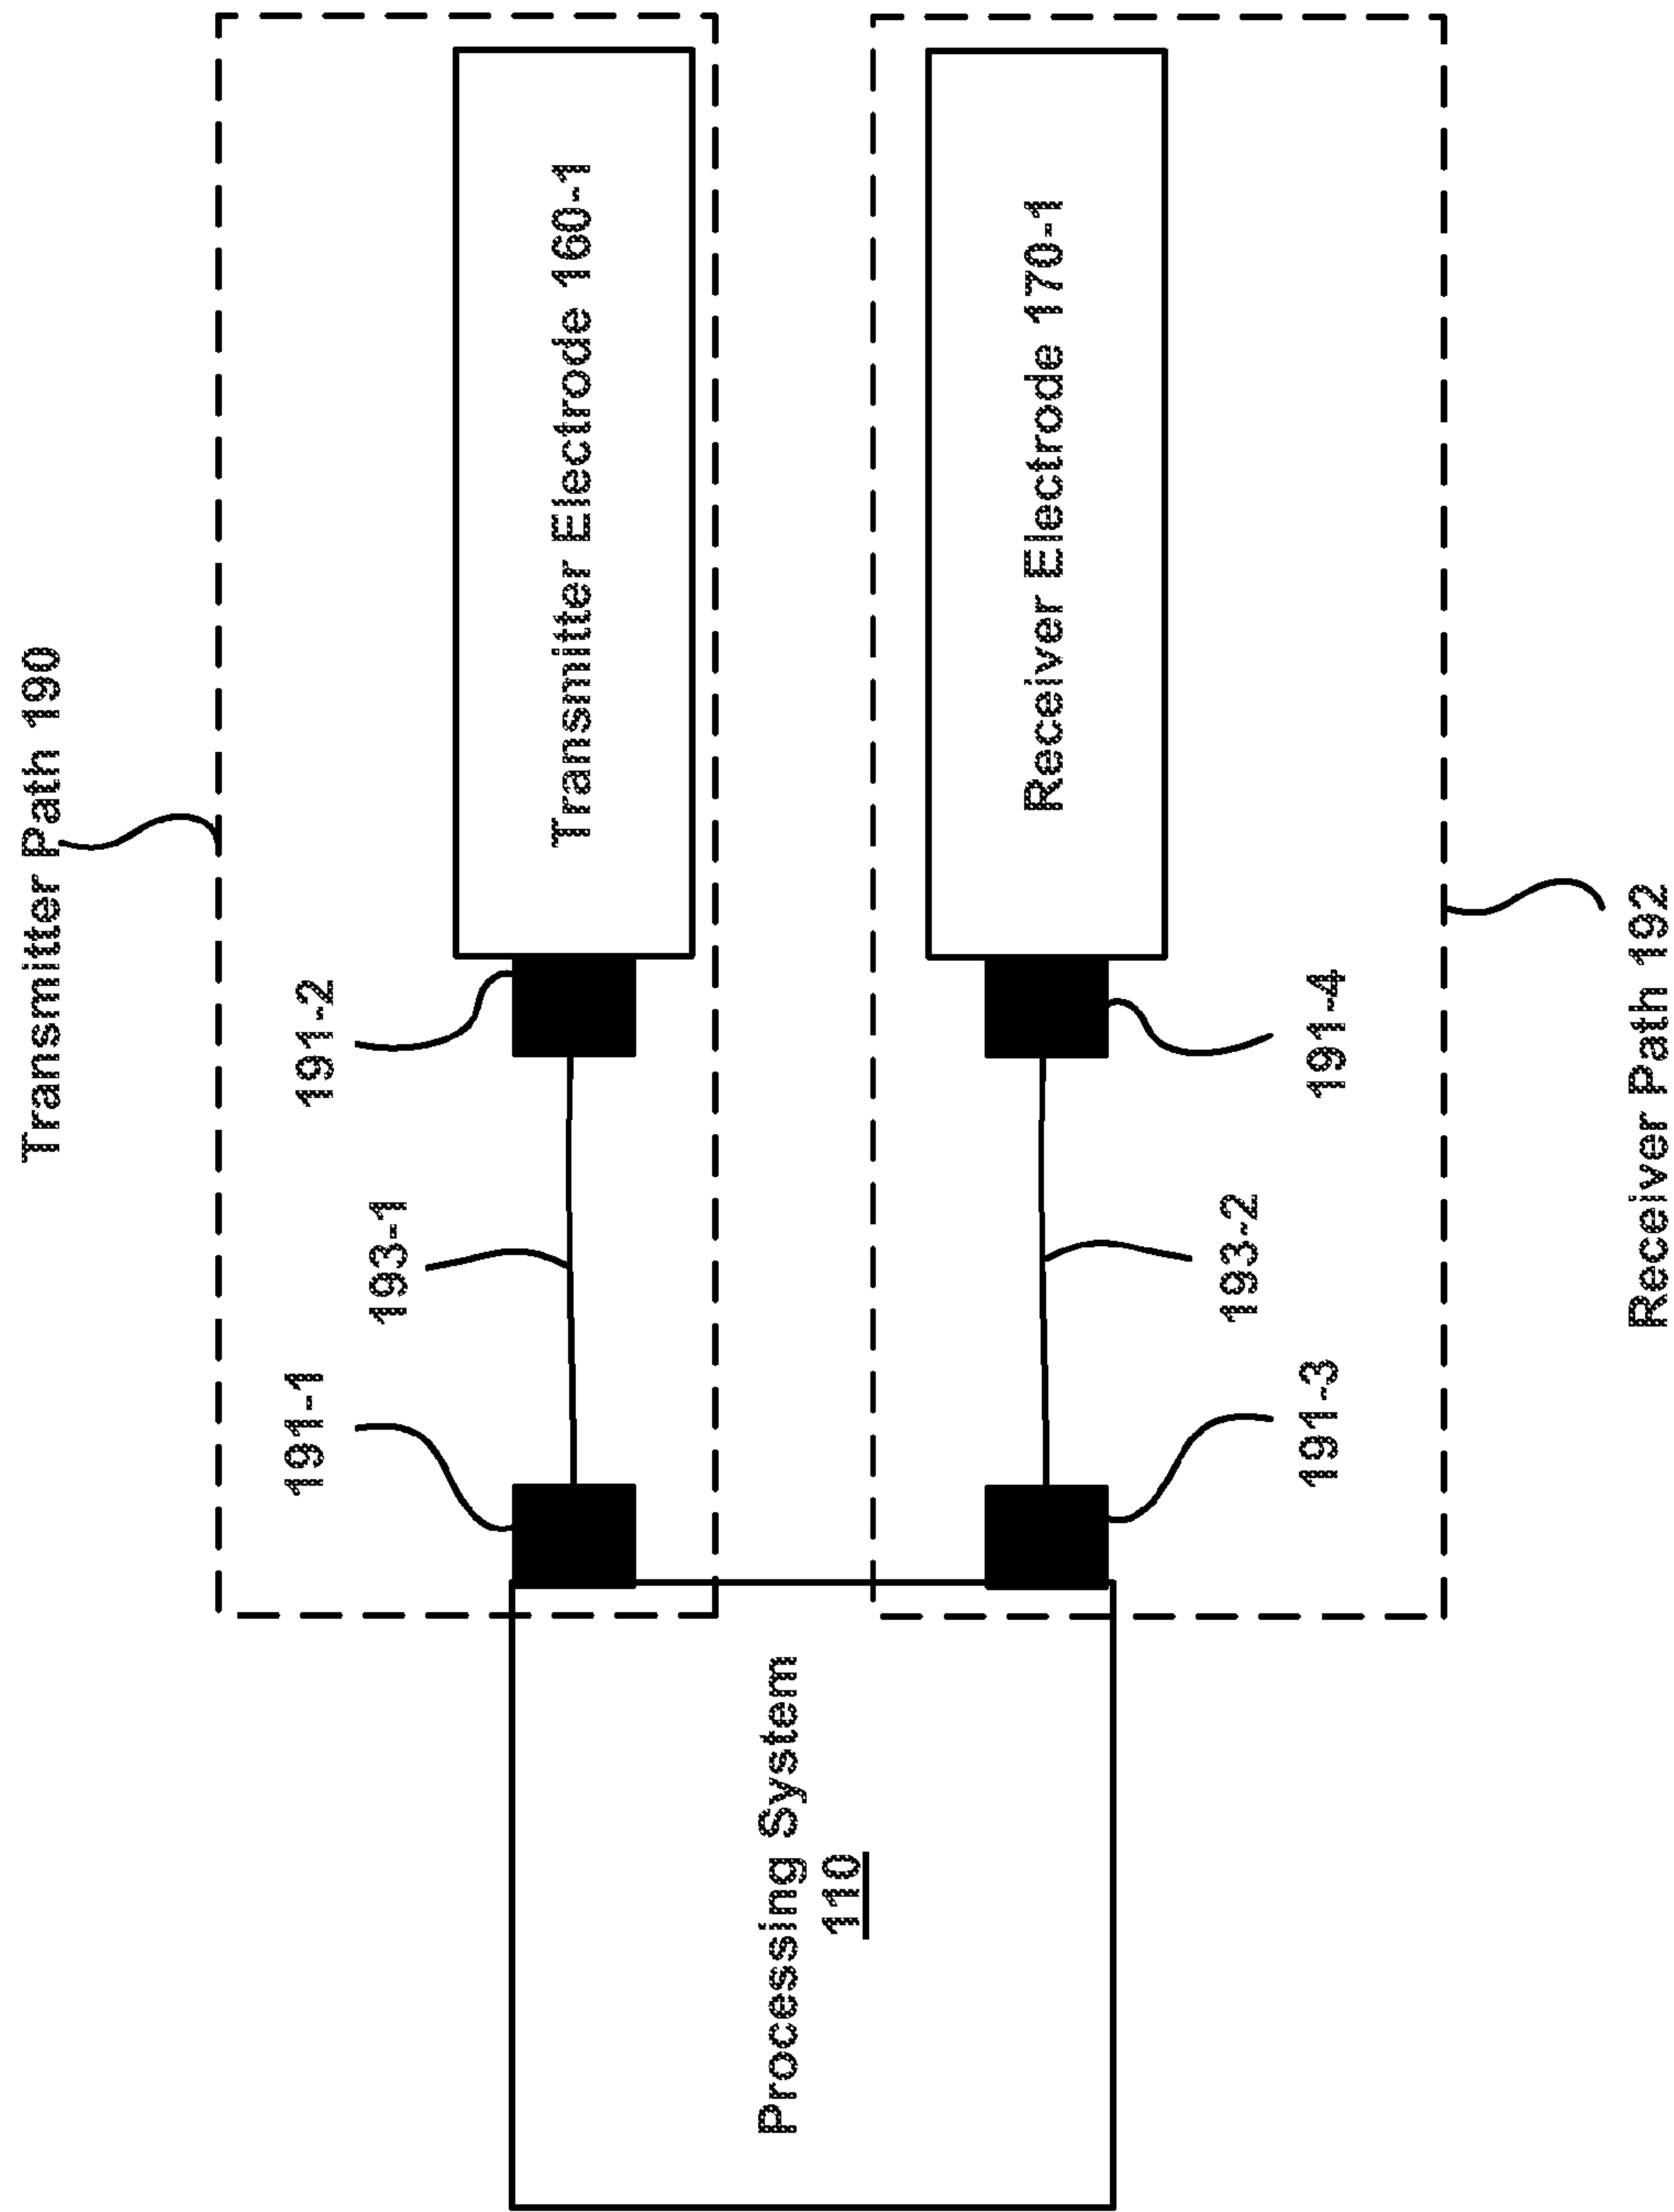 Transmitter Path 190
191-1
193-1
191-2
Transmitter Electrode 160-1
Processing System
110
Receiver Electrode 170-1
191-3
193-2
191-4
Receiver Path 192